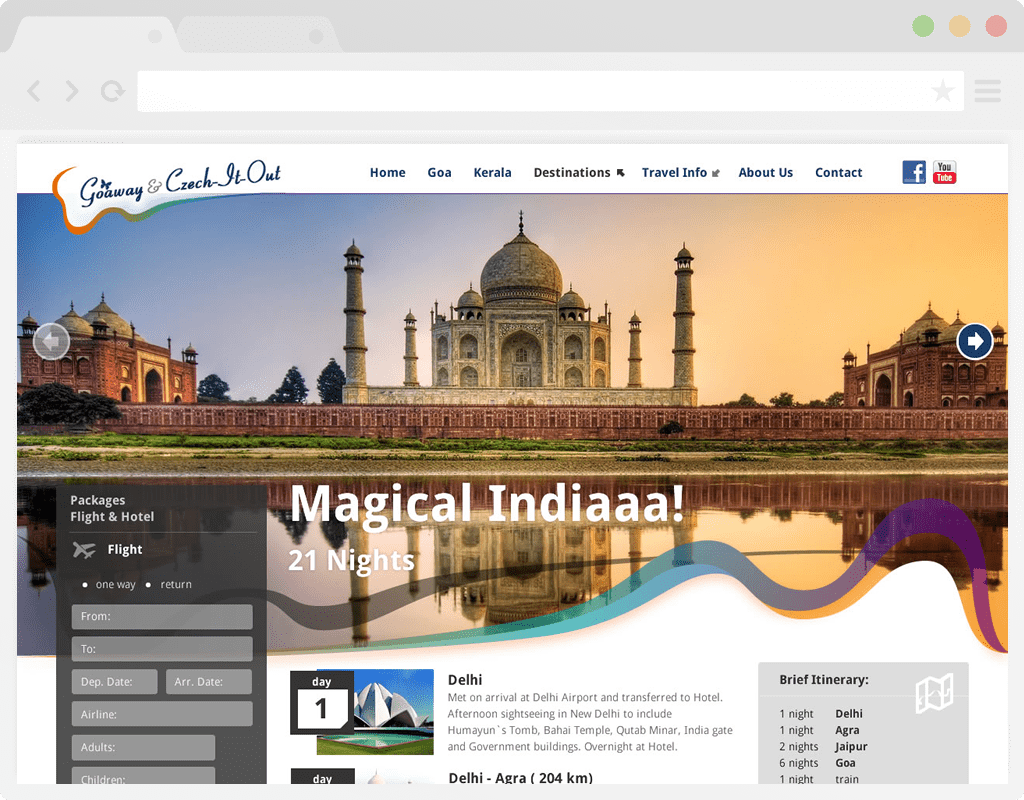 Goaway & Czech-It-Out
Home Goa Kerala Destinations Travel Info About Us Contact
f You Tube
Magical Indiaaa!
21 Nights
Packages
Flight & Hotel
Flight
one way return
From:
To:
Dep. Date: Arr. Date:
Airline:
Adults:
Children:
day
1
Delhi
Met on arrival at Delhi Airport and transferred to Hotel.
Afternoon sightseeing in New Delhi to include
Humayun`s Tomb, Bahai Temple, Qutab Minar, India gate
and Government buildings. Overnight at Hotel.
day
Delhi - Agra ( 204 km)
Brief Itinerary:
1 night Delhi
1 night Agra
2 nights Jaipur
6 nights Goa
1 night train